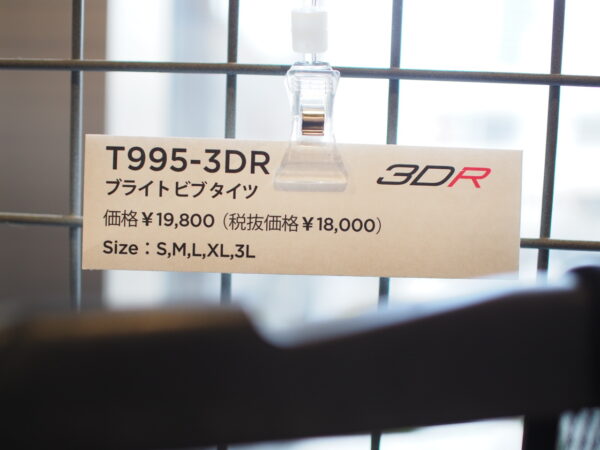 T995-3DR
3DR
ブライト ビブ タイツ
価格￥19,800（税抜価格￥18,000）
Size：S,M,L,XL,3L